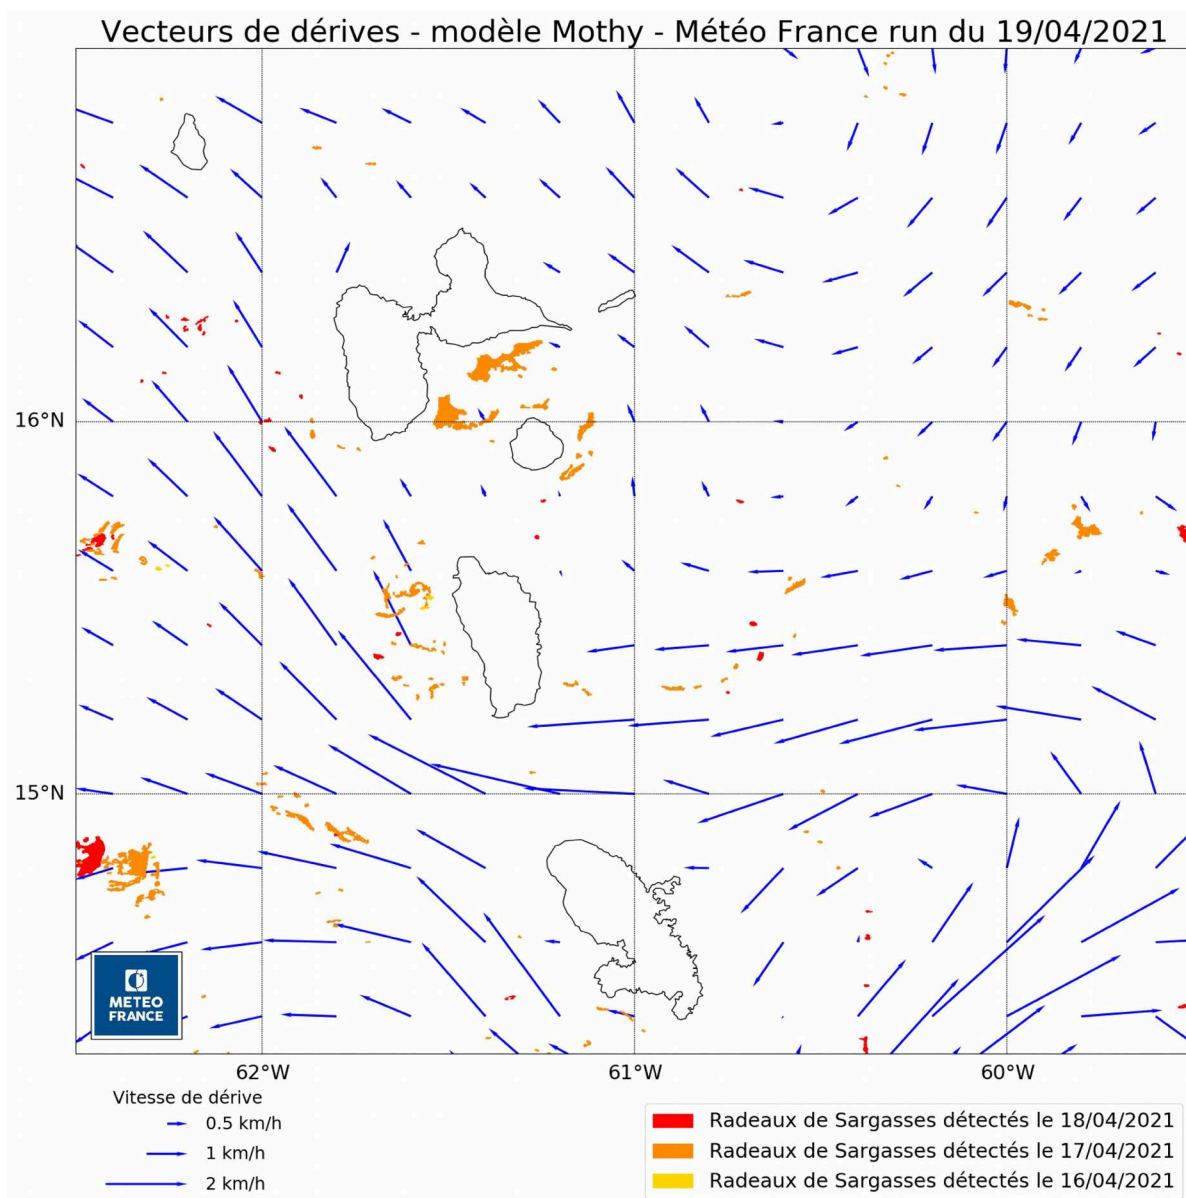 Vecteurs de dérives - modèle Mothy - Météo France run du 19/04/2021
16°N
15°N
METEO
FRANCE
62°W
61°W
60°W
Vitesse de dérive
0.5 km/h
1 km/h
2 km/h
Radeaux de Sargasses détectés le 18/04/2021
Radeaux de Sargasses détectés le 17/04/2021
Radeaux de Sargasses détectés le 16/04/2021